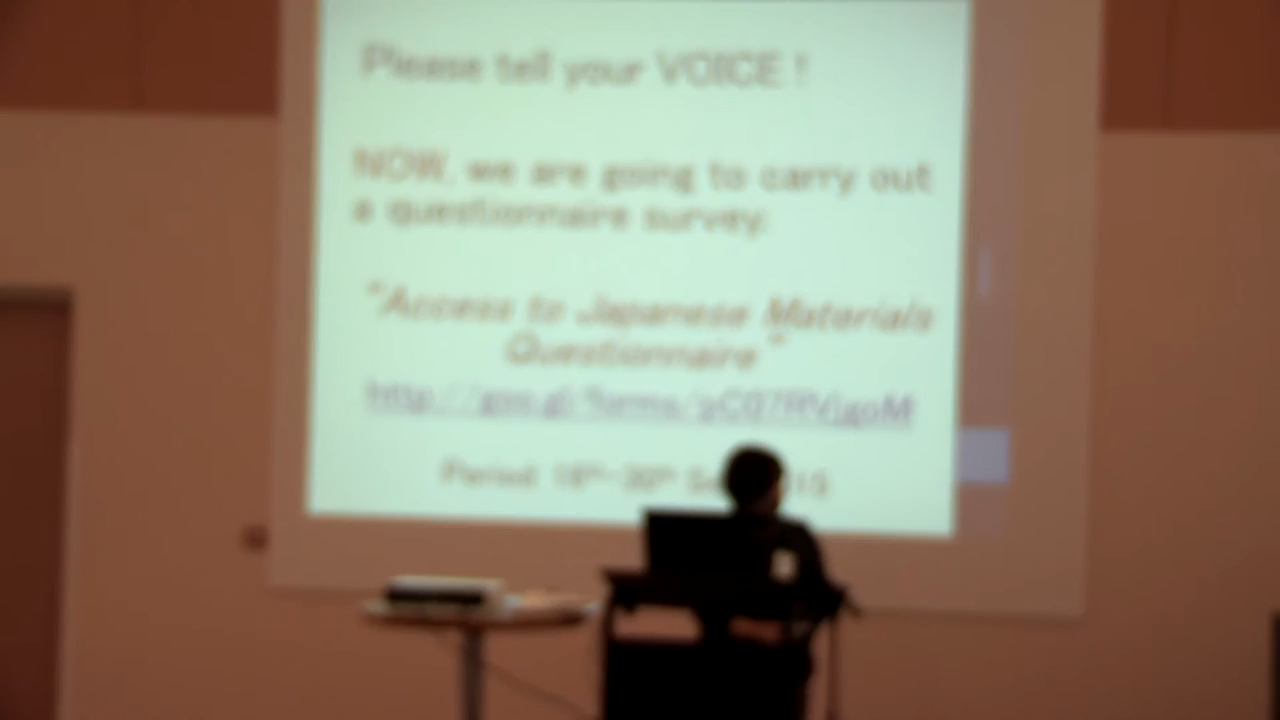 Please tell your VOICE !
NOW, we are going to carry out
a questionnaire survey.
"Access to Japanese Materials
Questionnaire"
Period